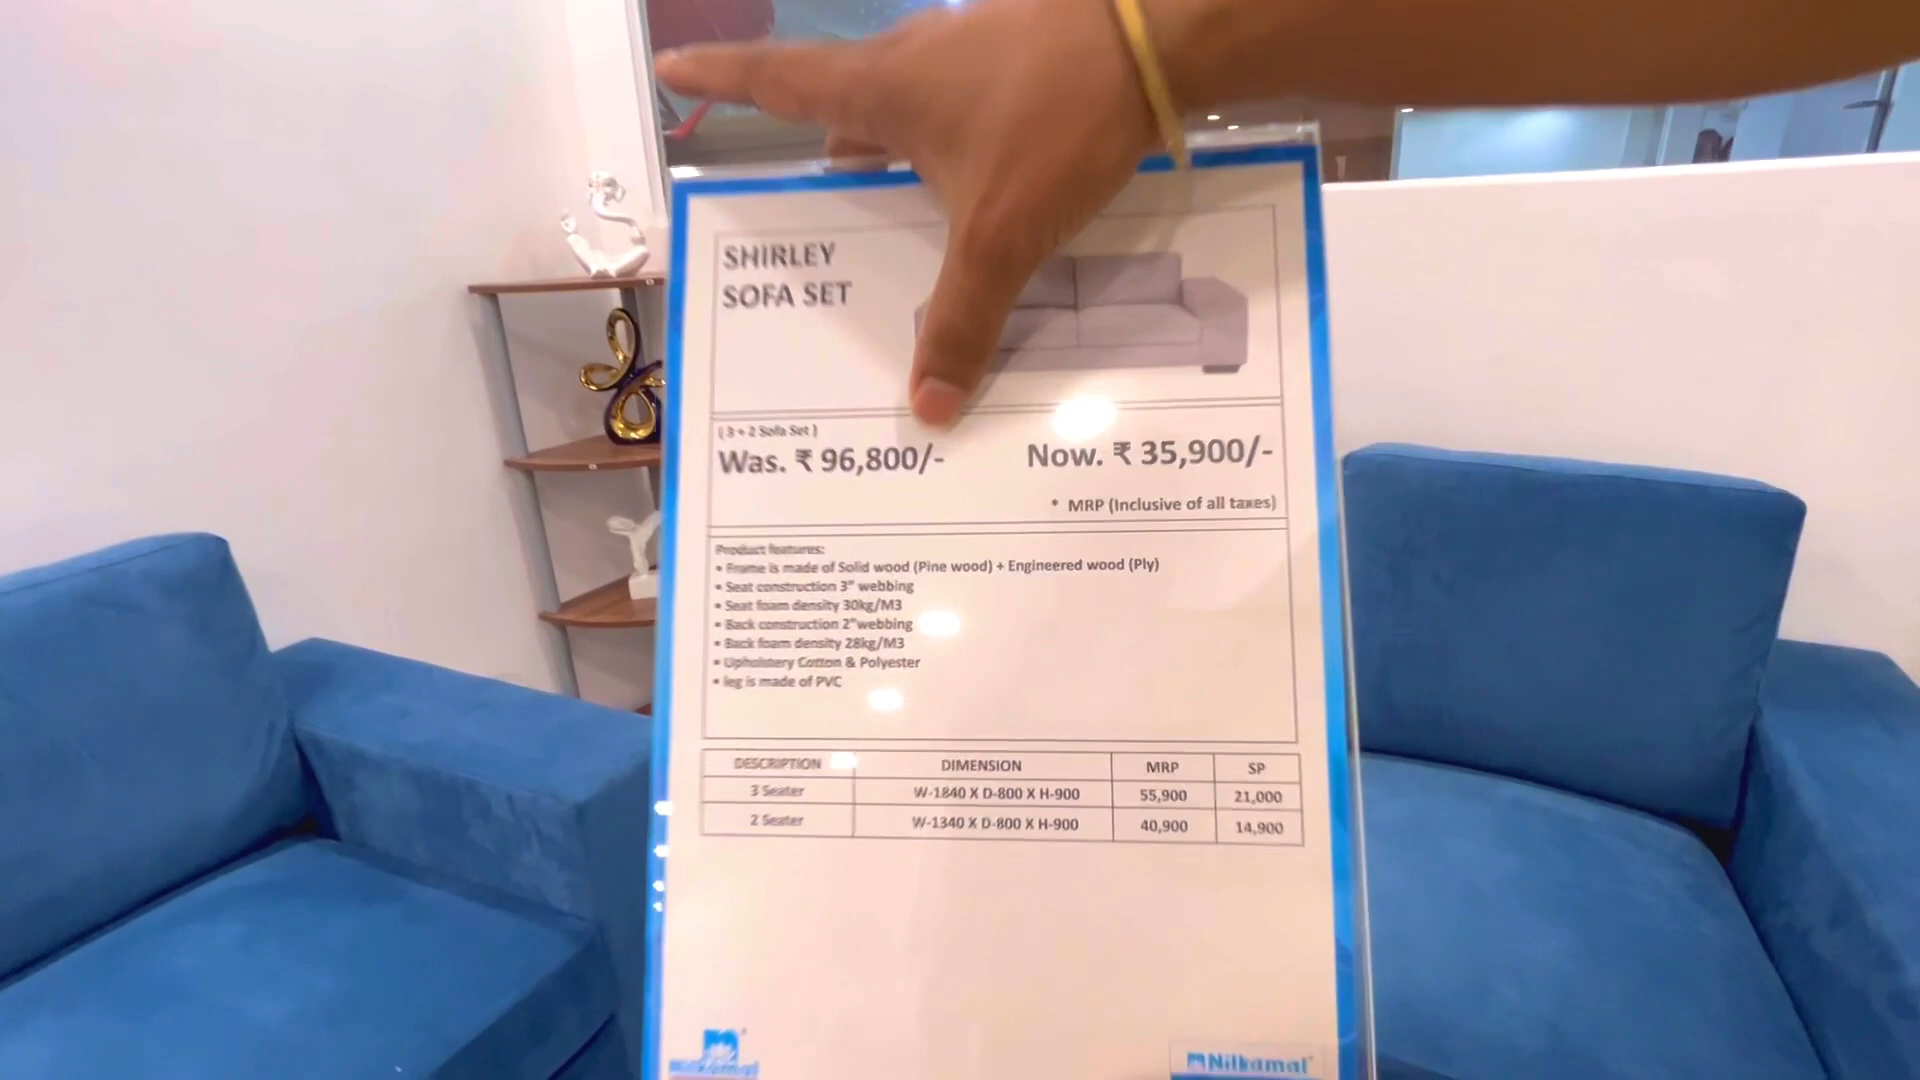 SHIRLEY
SOFA SET
( 3 + 2 Sofa Set )
Was. ₹ 96,800/- Now. ₹ 35,900/-
* MRP (Inclusive of all taxes)
Product features:
• Frame is made of Solid wood (Pine wood) + Engineered wood (Ply)
• Seat construction 3" webbing
• Seat foam density 30kg/M3
• Back construction 2"webbing
• Back foam density 28kg/M3
• Upholstery Cotton & Polyester
• leg is made of PVC
DESCRIPTION DIMENSION MRP SP
3 Seater W-1840 X D-800 X H-900 55,900 21,000
2 Seater W-1340 X D-800 X H-900 40,900 14,900
Nilkamal Nilkamal